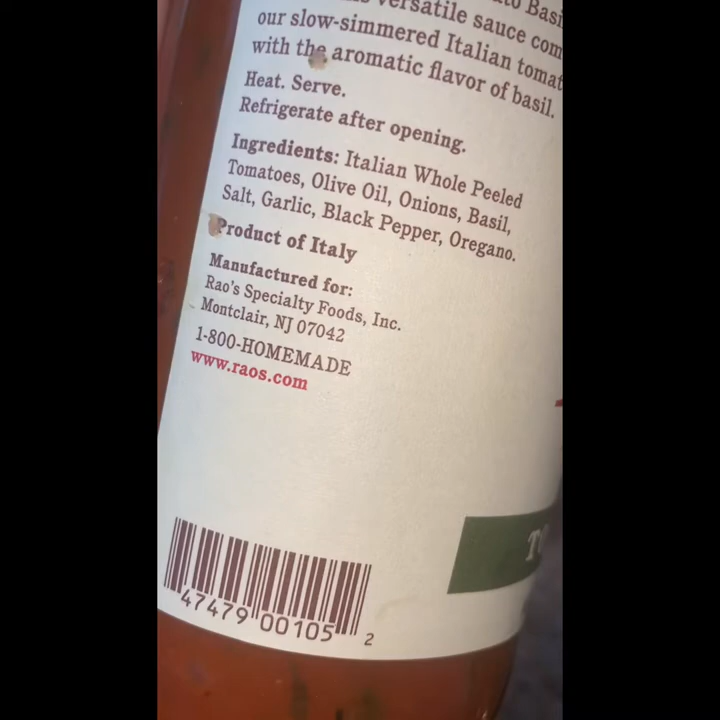 versatile sauce com
our slow-simmered Italian tomat
with the aromatic flavor of basil.
Heat. Serve.
Refrigerate after opening.
Ingredients: Italian Whole Peeled
Tomatoes, Olive Oil, Onions, Basil,
Salt, Garlic, Black Pepper, Oregano.
Product of Italy
Manufactured for:
Rao's Specialty Foods, Inc.
Montclair, NJ 07042
1-800-HOMEMADE
www.raos.com
47479 00105 2